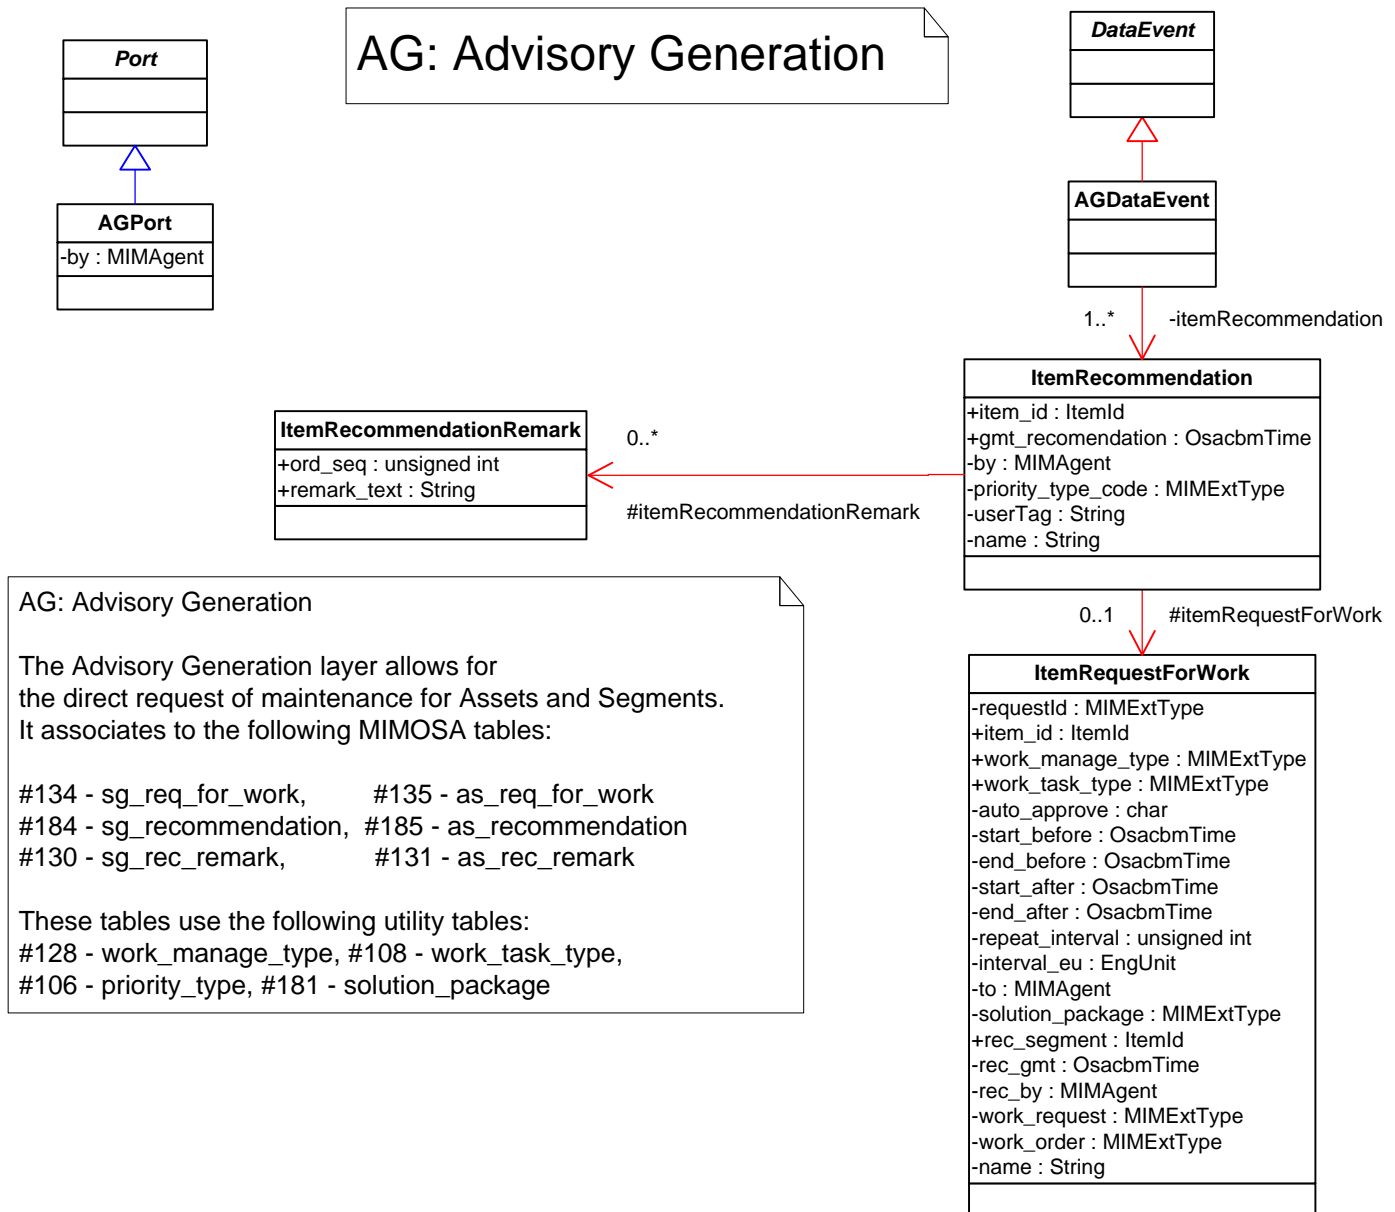 AG: Advisory Generation
Port
AGPort
-by : MIMAgent
DataEvent
AGDataEvent
1..*
-itemRecommendation
ItemRecommendation
+item_id : ItemId
+gmt_recomendation : OsacbmTime
-by : MIMAgent
-priority_type_code : MIMExtType
-userTag : String
-name : String
ItemRecommendationRemark
+ord_seq : unsigned int
+remark_text : String
0..*
#itemRecommendationRemark
0..1
#itemRequestForWork
ItemRequestForWork
-requestId : MIMExtType
+item_id : ItemId
+work_manage_type : MIMExtType
+work_task_type : MIMExtType
-auto_approve : char
-start_before : OsacbmTime
-end_before : OsacbmTime
-start_after : OsacbmTime
-end_after : OsacbmTime
-repeat_interval : unsigned int
-interval_eu : EngUnit
-to : MIMAgent
-solution_package : MIMExtType
+rec_segment : ItemId
-rec_gmt : OsacbmTime
-rec_by : MIMAgent
-work_request : MIMExtType
-work_order : MIMExtType
-name : String
AG: Advisory Generation
The Advisory Generation layer allows for
the direct request of maintenance for Assets and Segments.
It associates to the following MIMOSA tables:
#134 - sg_req_for_work, #135 - as_req_for_work
#184 - sg_recommendation, #185 - as_recommendation
#130 - sg_rec_remark, #131 - as_rec_remark
These tables use the following utility tables:
#128 - work_manage_type, #108 - work_task_type,
#106 - priority_type, #181 - solution_package